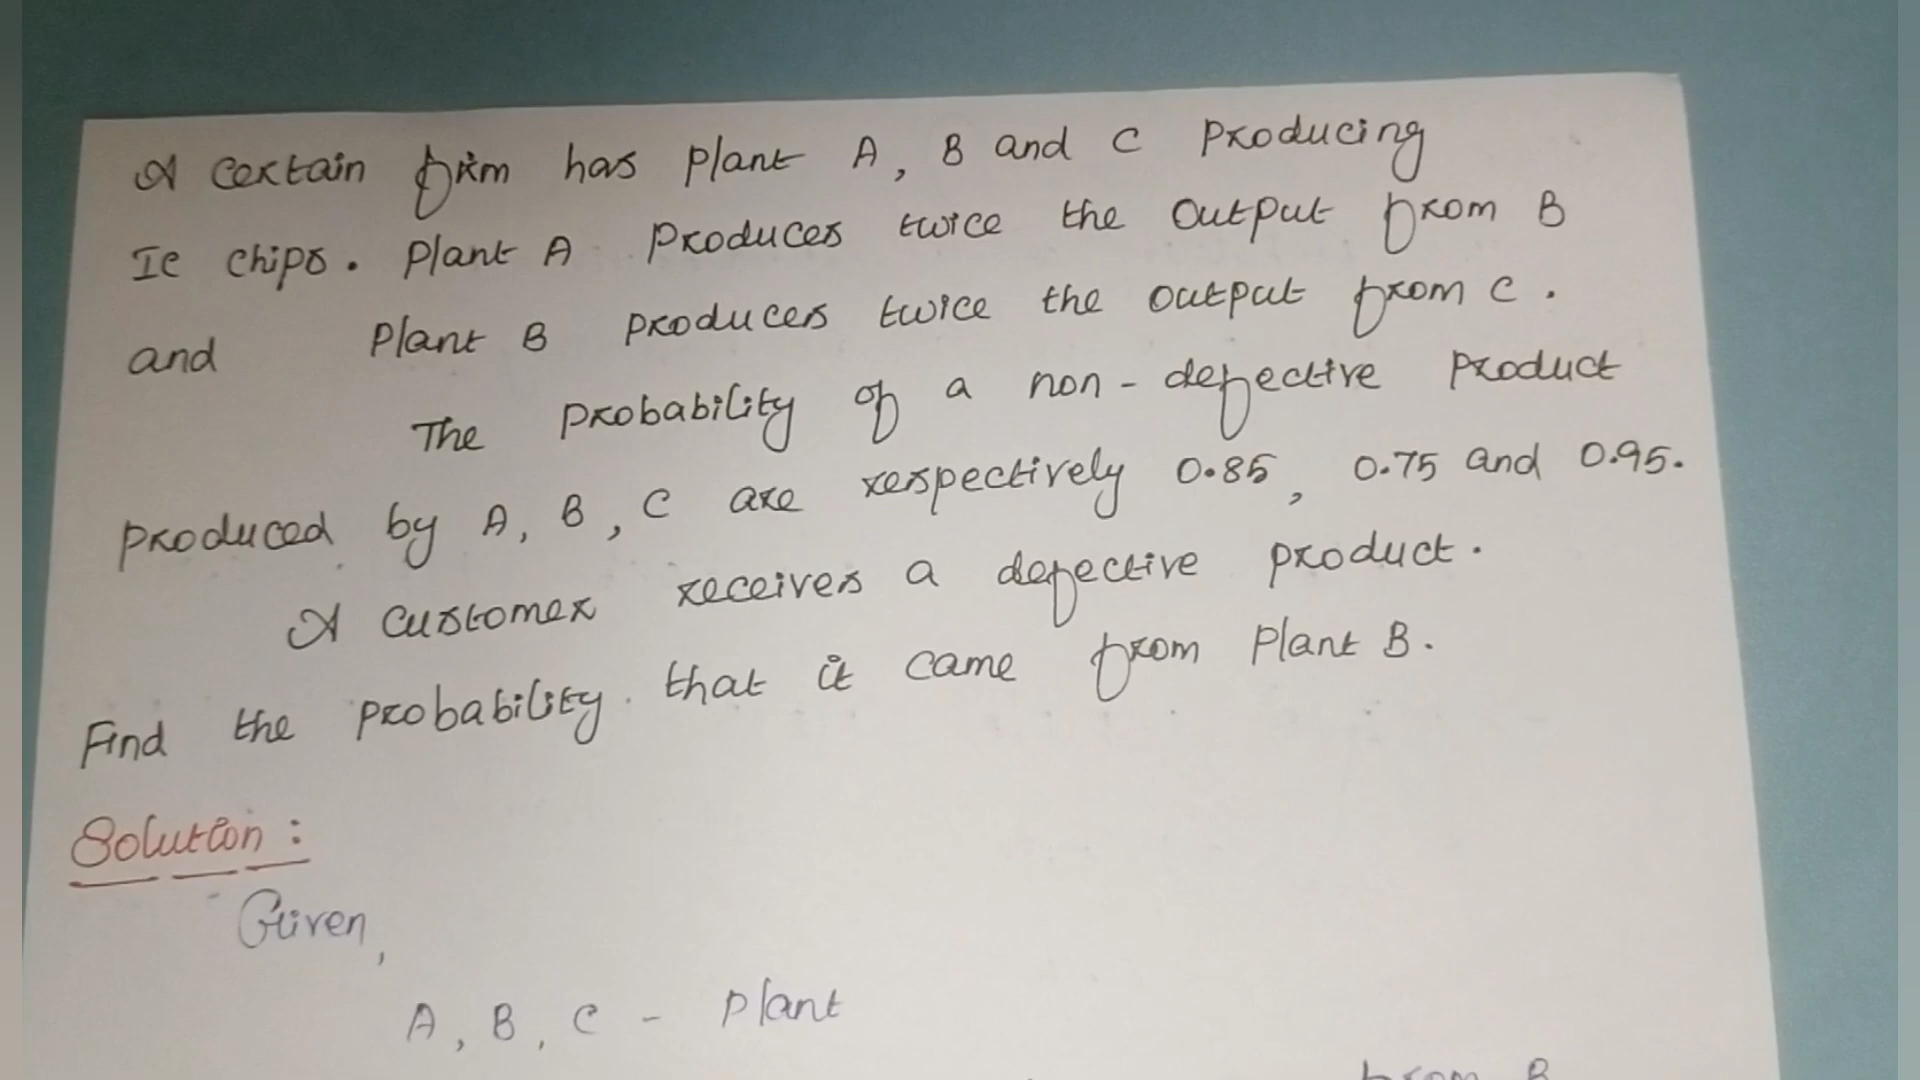 A certain firm has Plant A, B and C Producing
Ic chips. Plant A Produces twice the output from B
and Plant B produces twice the output from C.
The Probability of a non-defective Product
produced by A, B, C are respectively 0.85, 0.75 and 0.95.
A customer receives a defective product.
Find the probability that it came from Plant B.
Solution:
Given,
A, B, C - Plant
from B